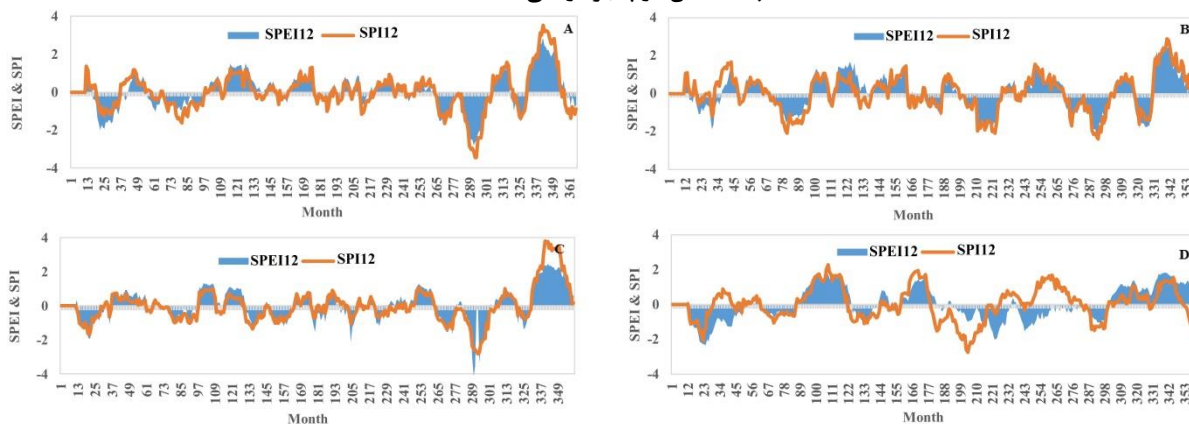 4
2
0
-2
-4
SPEI & SPI
SPEI12 SPI12
A
1 13 25 37 49 61 73 85 97 109 121 133 145 157 169 181 193 205 217 229 241 253 265 277 289 301 313 325 337 349 361
Month
4
2
0
-2
-4
SPEI & SPI
SPEI12 SPI12
B
1 12 23 34 45 56 67 78 89 100 111 122 133 144 155 166 177 188 199 210 221 232 243 254 265 276 287 298 309 320 331 342 353
Month
4
2
0
-2
-4
SPEI & SPI
SPEI12 SPI12
C
1 13 25 37 49 61 73 85 97 109 121 133 145 157 169 181 193 205 217 229 241 253 265 277 289 301 313 325 337 349
Month
4
2
0
-2
-4
SPEI & SPI
SPEI12 SPI12
D
1 12 23 34 45 56 67 78 89 100 111 122 133 144 155 166 177 188 199 210 221 232 243 254 265 276 287 298 309 320 331 342 353
Month